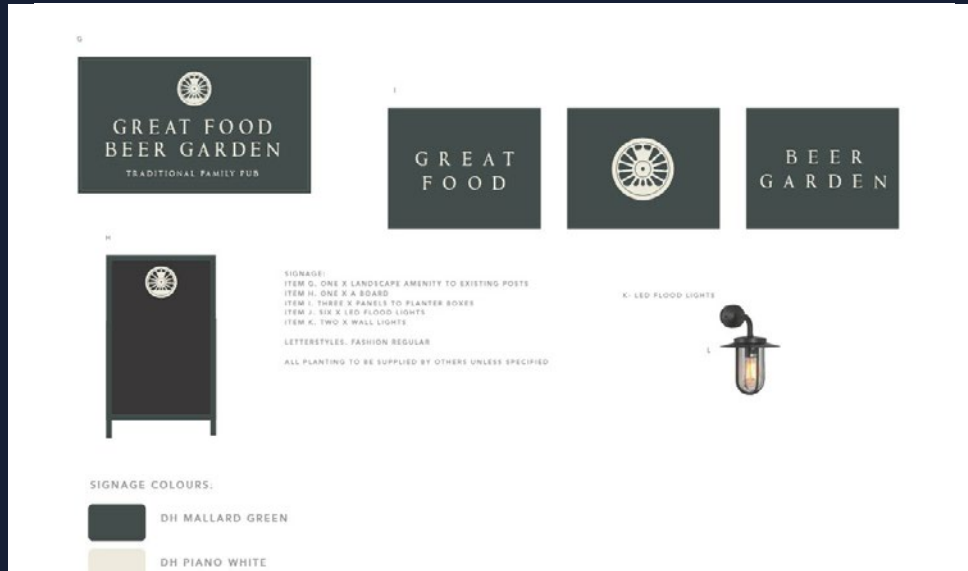 G
GREAT FOOD
BEER GARDEN
TRADITIONAL FAMILY PUB
I
GREAT
FOOD
BEER
GARDEN
H
SIGNAGE:
ITEM G. ONE X LANDSCAPE AMENITY TO EXISTING POSTS
ITEM H. ONE X A BOARD
ITEM I. THREE X PANELS TO PLANTER BOXES
ITEM J. SIX X LED FLOOD LIGHTS
ITEM K. TWO X WALL LIGHTS
LETTERSTYLES. FASHION REGULAR
ALL PLANTING TO BE SUPPLIED BY OTHERS UNLESS SPECIFIED
K- LED FLOOD LIGHTS
L
SIGNAGE COLOURS:
DH MALLARD GREEN
DH PIANO WHITE